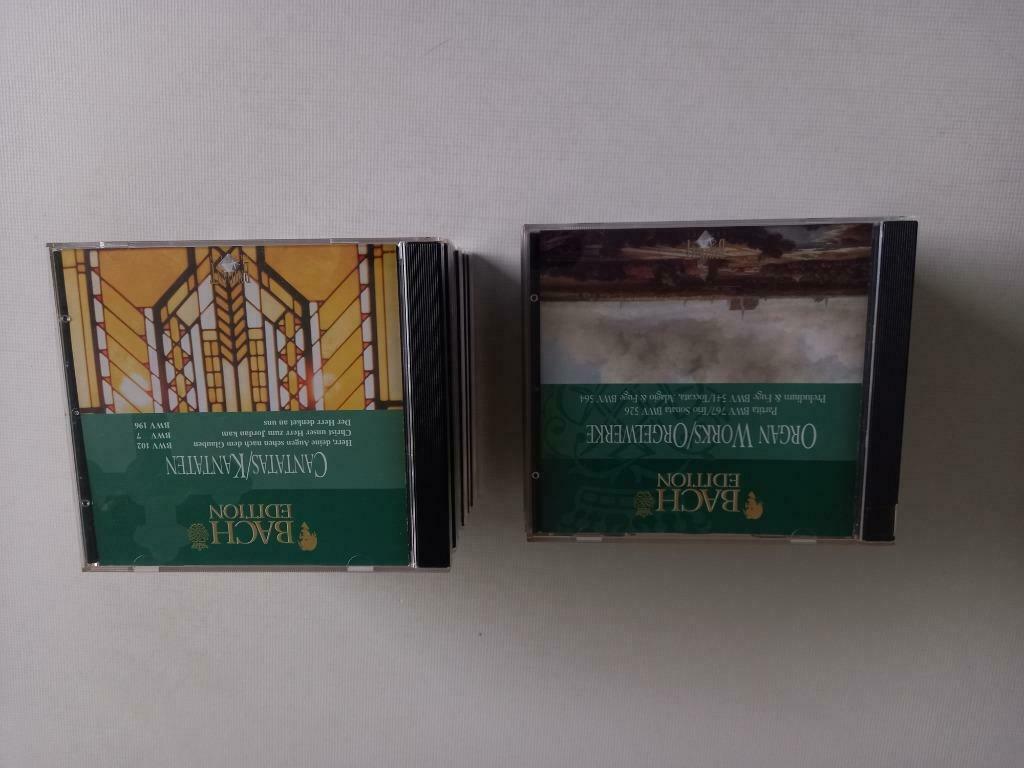 BACH
EDITION
CANTATAS/KANTATEN
Herr, deine Augen sehen nach dem Glauben BWV 102
Christ unser Herr zum Jordan kam BWV 7
Der Herr denket an uns BWV 196
BACH
EDITION
ORGAN WORKS/ORGELWERKE
Partita BWV 767/Trio Sonata BWV 526
Preludium & Fuge BWV 541/Toccata, Adagio & Fuge BWV 564